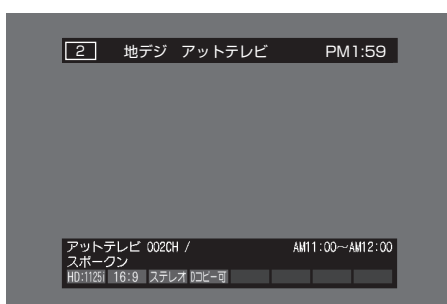 2 地デジ アットテレビ PM1:59
アットテレビ 002CH / AM11:00～AM12:00
スポークン
HD:1125i 16:9 ステレオ Dコピー可